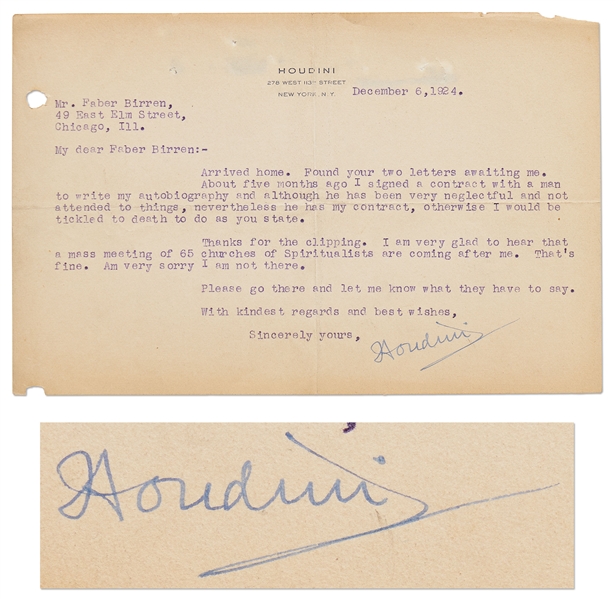 HOUDINI
278 WEST 113TH STREET
NEW YORK, N.Y.
December 6,1924.
Mr. Faber Birren,
49 East Elm Street,
Chicago, Ill.
My dear Faber Birren:-
Arrived home. Found your two letters awaiting me.
About five months ago I signed a contract with a man
to write my autobiography and although he has been very neglectful and not
attended to things, nevertheless he has my contract, otherwise I would be
tickled to death to do as you state.
Thanks for the clipping. I am very glad to hear that
a mass meeting of 65 churches of Spiritualists are coming after me. That's
fine. Am very sorry I am not there.
Please go there and let me know what they have to say.
With kindest regards and best wishes,
Sincerely yours,
Houdini
Houdini